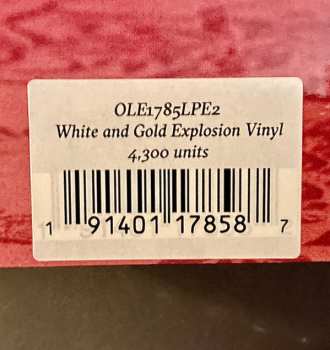 OLE1785LPE2
White and Gold Explosion Vinyl
4,300 units
1 91401 17858 7